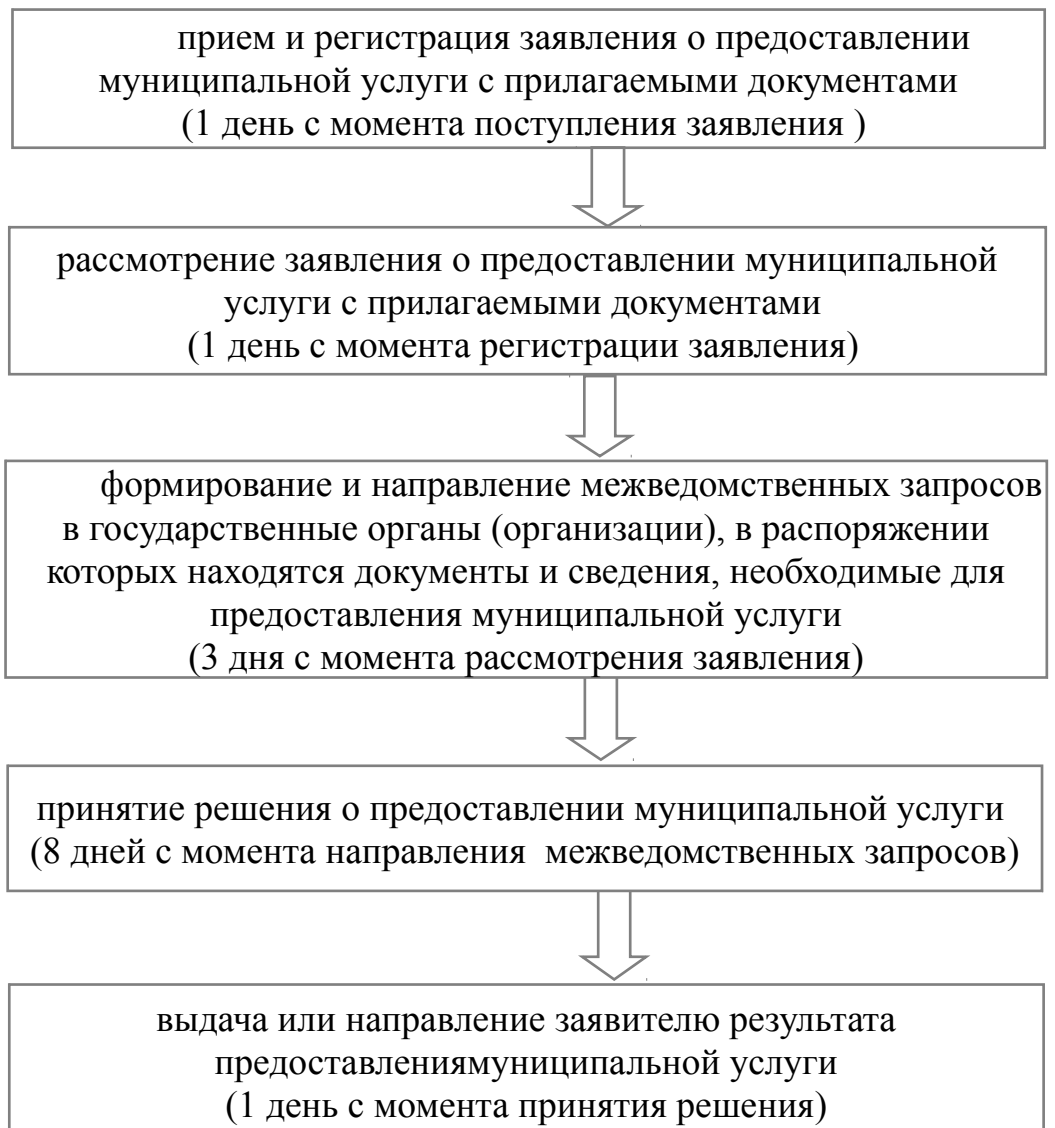 прием и регистрация заявления о предоставлении
муниципальной услуги с прилагаемыми документами
(1 день с момента поступления заявления )
рассмотрение заявления о предоставлении муниципальной
услуги с прилагаемыми документами
(1 день с момента регистрации заявления)
формирование и направление межведомственных запросов
в государственные органы (организации), в распоряжении
которых находятся документы и сведения, необходимые для
предоставления муниципальной услуги
(3 дня с момента рассмотрения заявления)
принятие решения о предоставлении муниципальной услуги
(8 дней с момента направления  межведомственных запросов)
выдача или направление заявителю результата
предоставлениямуниципальной услуги
(1 день с момента принятия решения)